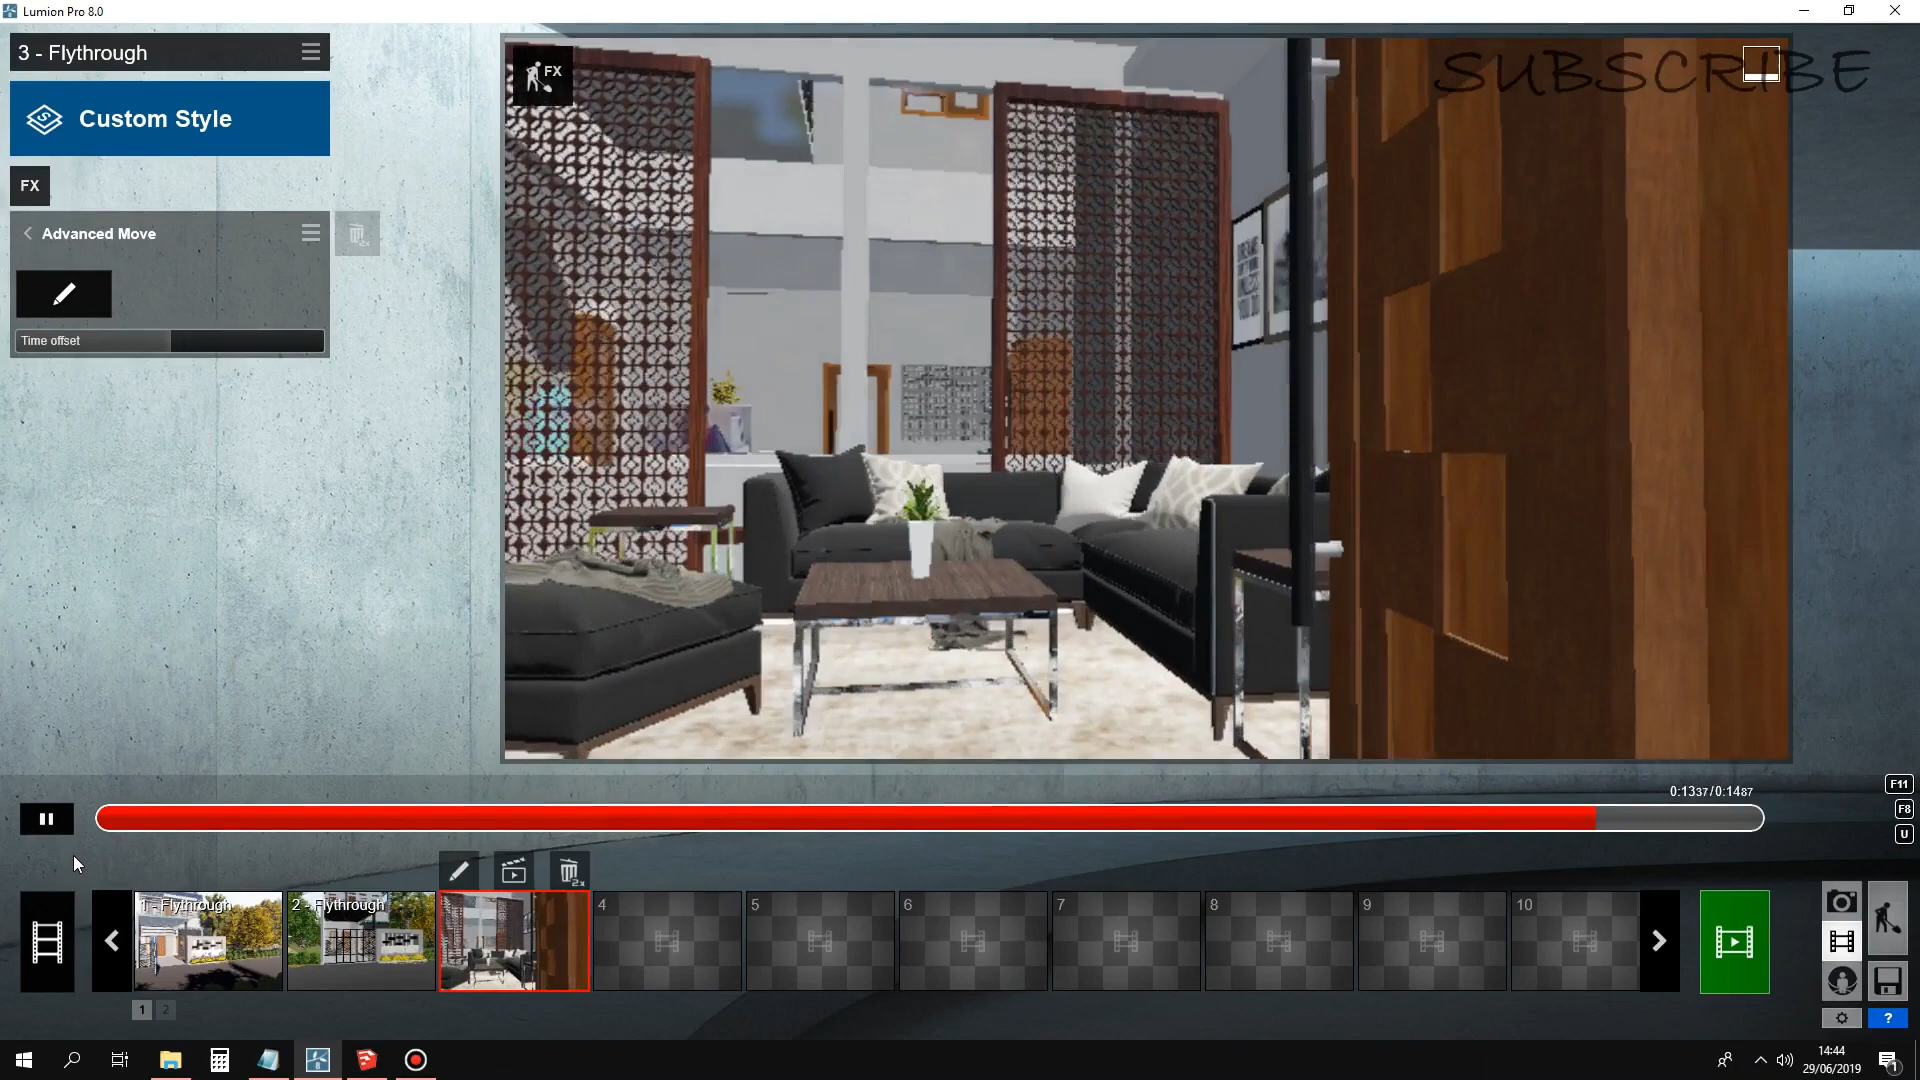 Lumion Pro 8.0
3 - Flythrough
SUBSCRIBE
FX
Custom Style
FX
Advanced Move
Time offset
0:1337/0:1487
F11
F8
U
1 - Flythrough
2 - Flythrough
4
5
6
7
8
9
10
1
2
?
14:44
29/06/2019
1